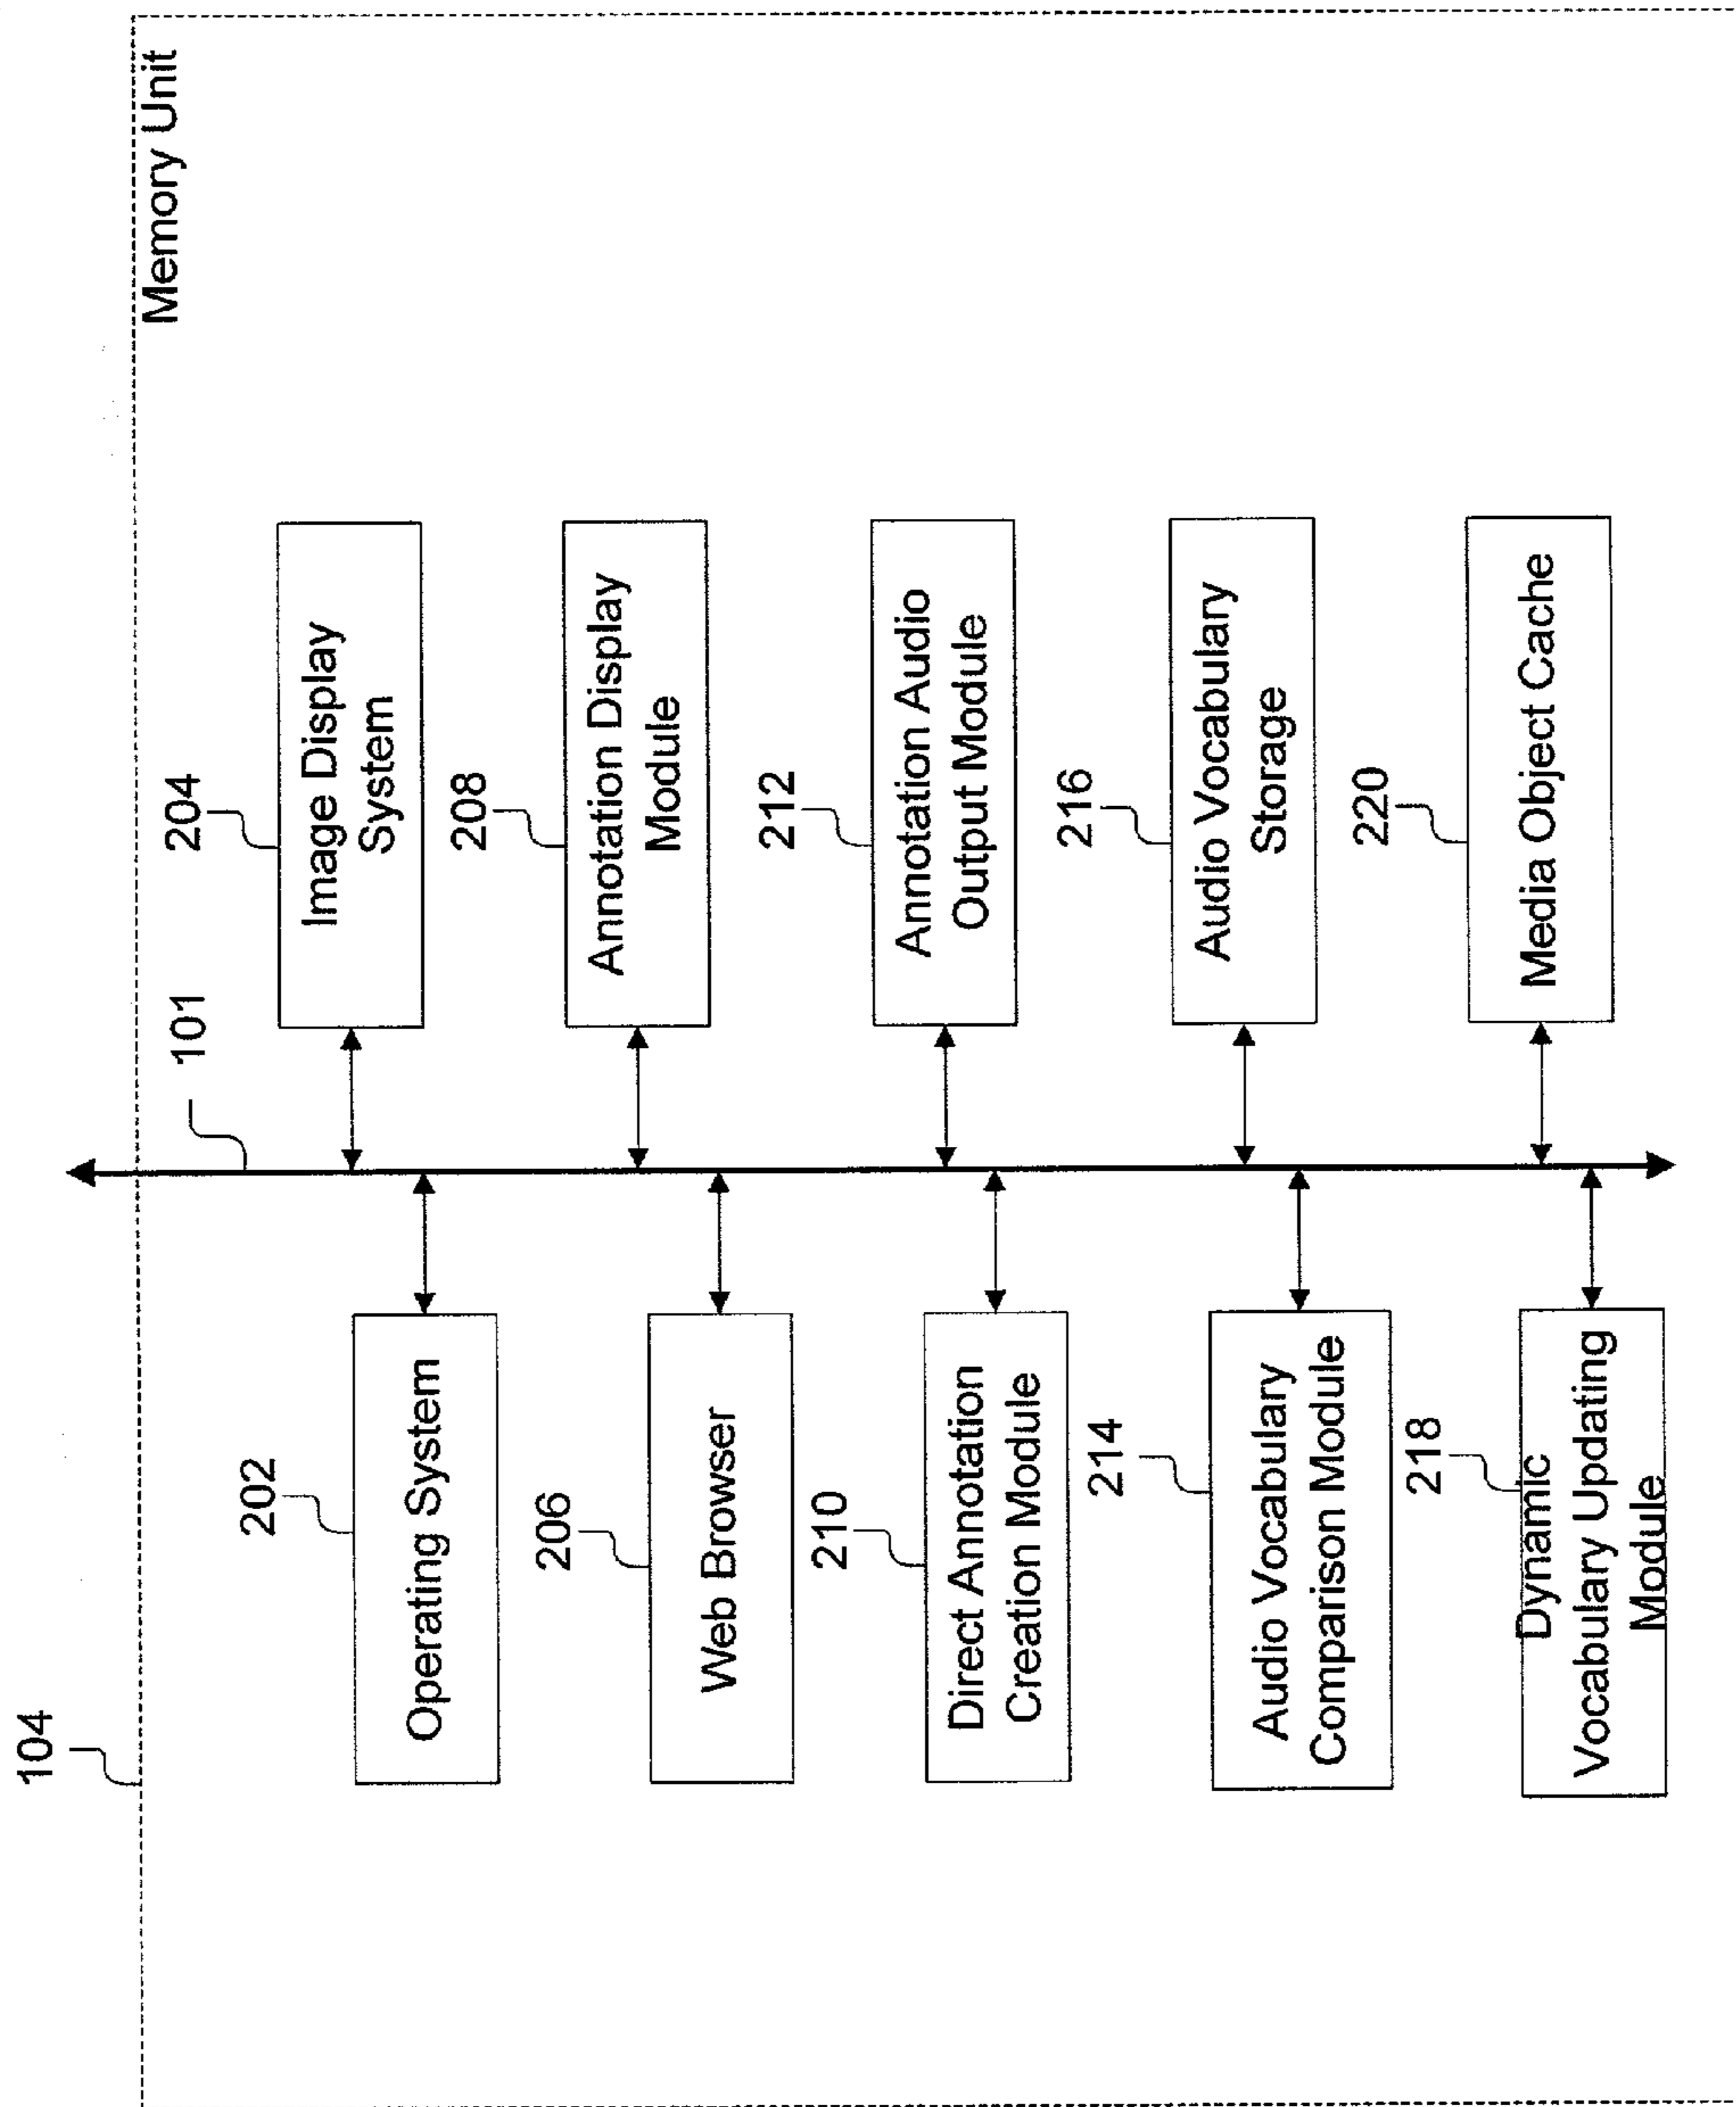 104
Memory Unit
101
202
Operating System
204
Image Display
System
206
Web Browser
208
Annotation Display
Module
210
Direct Annotation
Creation Module
212
Annotation Audio
Output Module
214
Audio Vocabulary
Comparison Module
216
Audio Vocabulary
Storage
218
Dynamic
Vocabulary Updating
Module
220
Media Object Cache